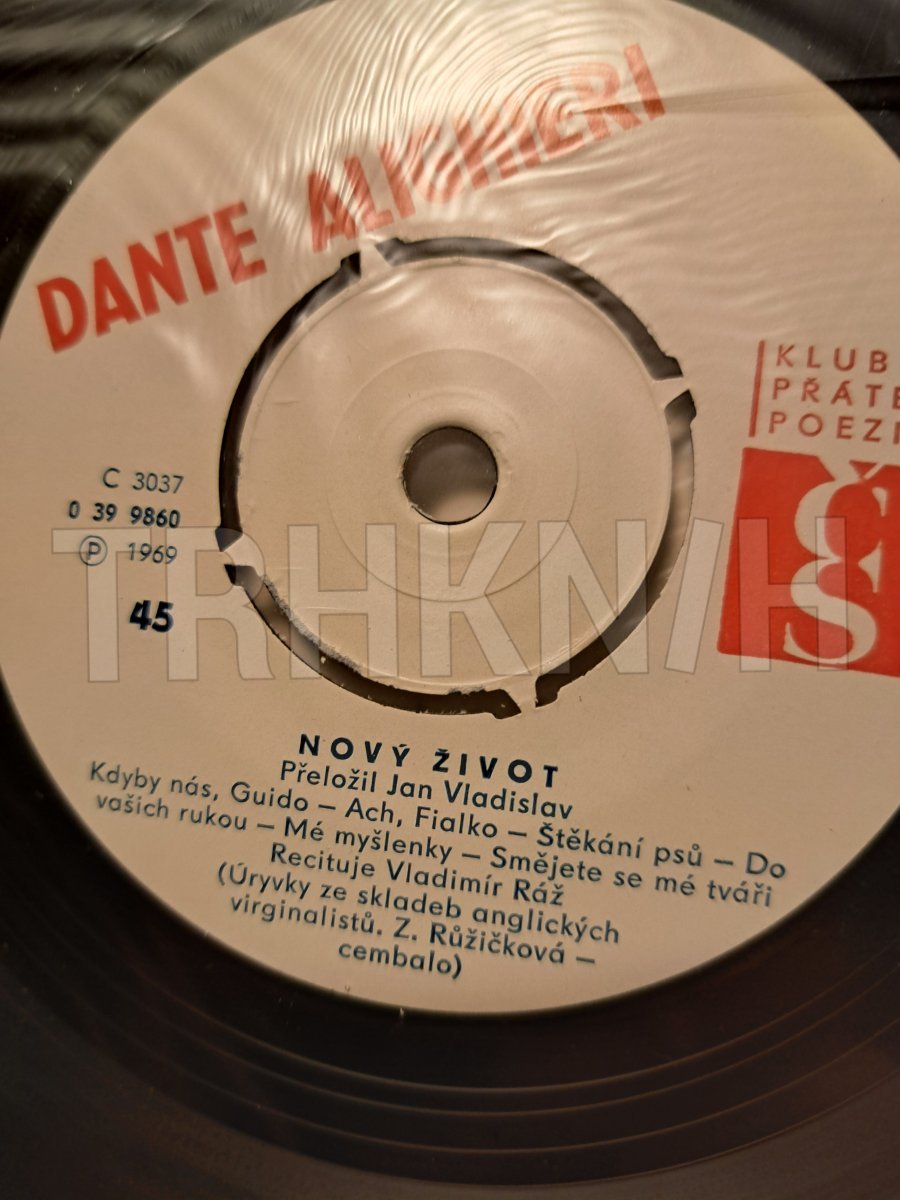 DANTE ALIGHIERI
KLUB
PŘÁTE
POEZI
ČS
C 3037
0 39 9860
Ⓟ 1969
45
TRHKNIH
NOVÝ ŽIVOT
Přeložil Jan Vladislav
Kdyby nás, Guido – Ach, Fialko – Štěkání psů – Do
vašich rukou – Mé myšlenky – Smějete se mé tváři
Recituje Vladimír Ráž
(Úryvky ze skladeb anglických
virginalistů. Z. Růžičková –
cembalo)